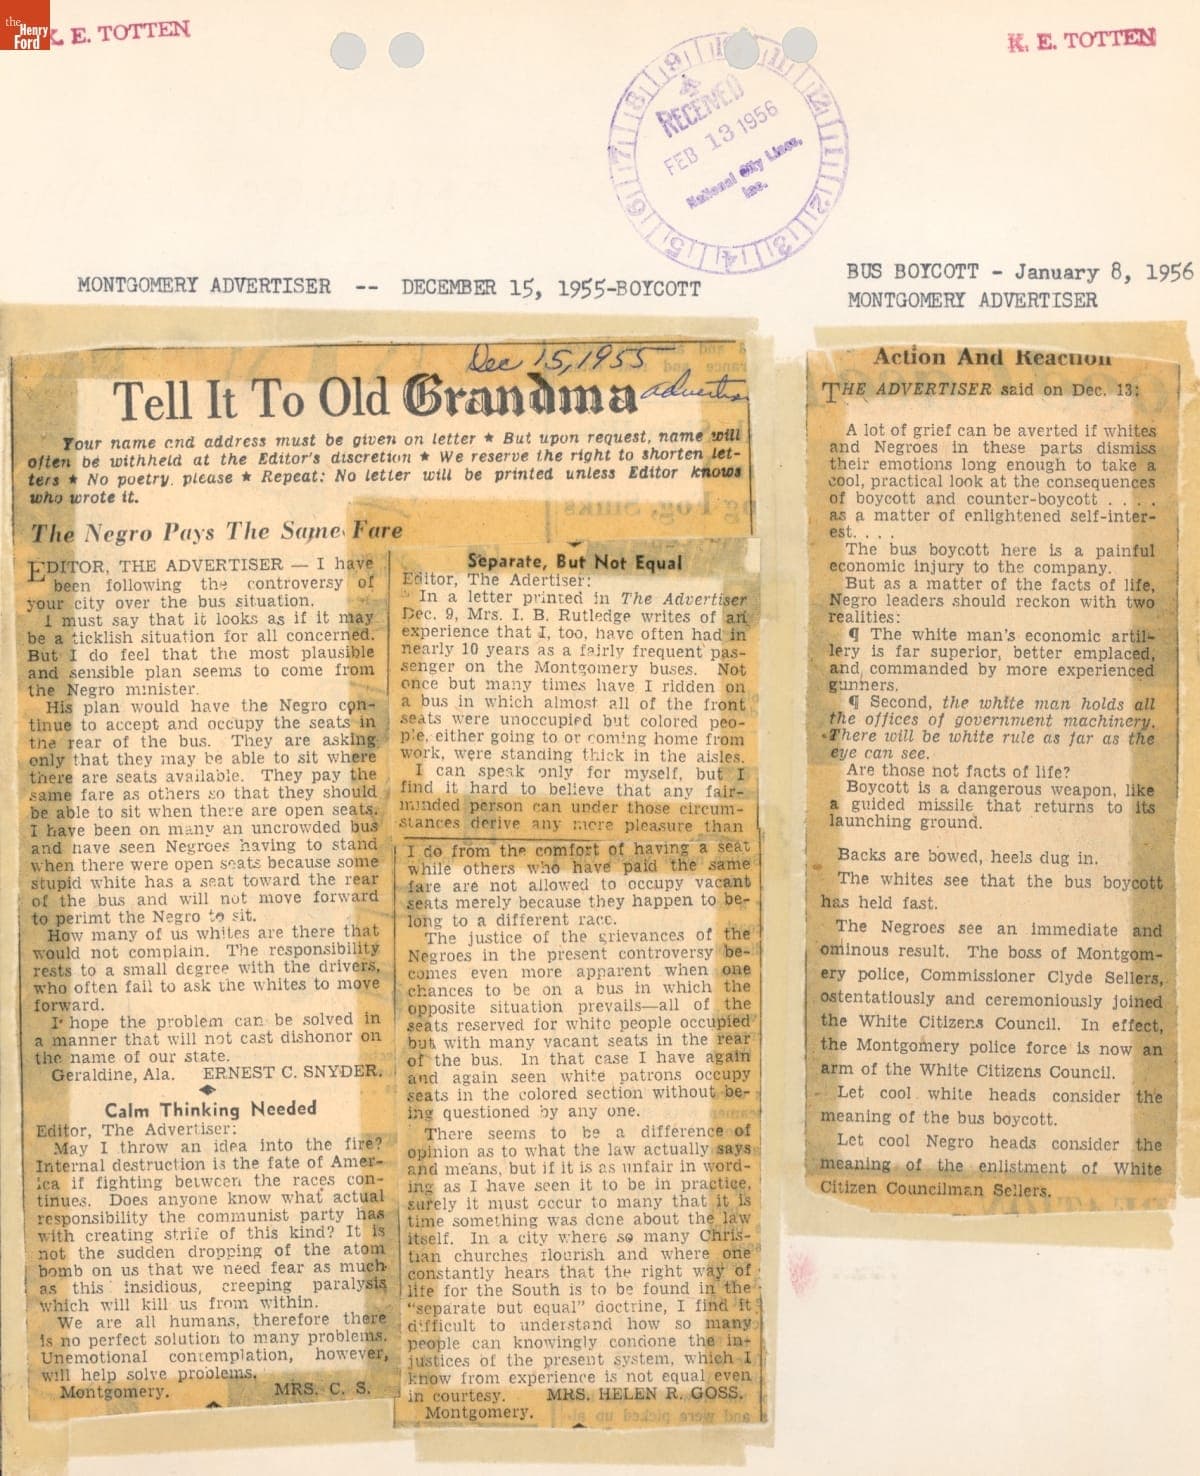 the
Henry
Ford
K. E. TOTTEN
K. E. TOTTEN
RECEIVED
FEB 13 1956
National City Lines,
Inc.
MONTGOMERY ADVERTISER -- DECEMBER 15, 1955-BOYCOTT
Dec 15, 1955
Advertiser
Tell It To Old Grandma
Your name and address must be given on letter ★ But upon request, name will
often be withheld at the Editor's discretion ★ We reserve the right to shorten let-
ters ★ No poetry, please ★ Repeat: No letter will be printed unless Editor knows
who wrote it.
The Negro Pays The Same Fare
EDITOR, THE ADVERTISER — I have
been following the controversy of
your city over the bus situation.
I must say that it looks as if it may
be a ticklish situation for all concerned.
But I do feel that the most plausible
and sensible plan seems to come from
the Negro minister.
His plan would have the Negro con-
tinue to accept and occupy the seats in
the rear of the bus. They are asking
only that they may be able to sit where
there are seats available. They pay the
same fare as others so that they should
be able to sit when there are open seats.
I have been on many an uncrowded bus
and have seen Negroes having to stand
when there were open seats because some
stupid white has a seat toward the rear
of the bus and will not move forward
to perimt the Negro to sit.
How many of us whites are there that
would not complain. The responsibility
rests to a small degree with the drivers,
who often fail to ask the whites to move
forward.
I hope the problem can be solved in
a manner that will not cast dishonor on
the name of our state.
Geraldine, Ala. ERNEST C. SNYDER.
Calm Thinking Needed
Editor, The Advertiser:
May I throw an idea into the fire?
Internal destruction is the fate of Amer-
ica if fighting between the races con-
tinues. Does anyone know what actual
responsibility the communist party has
with creating strife of this kind? It is
not the sudden dropping of the atom
bomb on us that we need fear as much
as this insidious, creeping paralysis
which will kill us from within.
We are all humans, therefore there
is no perfect solution to many problems.
Unemotional contemplation, however,
will help solve problems.
Montgomery. MRS. C. S.
Separate, But Not Equal
Editor, The Adertiser:
In a letter printed in The Advertiser
Dec. 9, Mrs. I. B. Rutledge writes of an
experience that I, too, have often had in
nearly 10 years as a fairly frequent pas-
senger on the Montgomery buses. Not
once but many times have I ridden on
a bus in which almost all of the front
seats were unoccupied but colored peo-
ple, either going to or coming home from
work, were standing thick in the aisles.
I can speak only for myself, but I
find it hard to believe that any fair-
minded person can under those circum-
stances derive any more pleasure than
I do from the comfort of having a seat
while others who have paid the same
fare are not allowed to occupy vacant
seats merely because they happen to be-
long to a different race.
The justice of the grievances of the
Negroes in the present controversy be-
comes even more apparent when one
chances to be on a bus in which the
opposite situation prevails—all of the
seats reserved for white people occupied
but with many vacant seats in the rear
of the bus. In that case I have again
and again seen white patrons occupy
seats in the colored section without be-
ing questioned by any one.
There seems to be a difference of
opinion as to what the law actually says
and means, but if it is as unfair in word-
ing as I have seen it to be in practice,
surely it must occur to many that it is
time something was done about the law
itself. In a city where so many Chris-
tian churches flourish and where one
constantly hears that the right way of
life for the South is to be found in the
"separate but equal" doctrine, I find it
difficult to understand how so many
people can knowingly condone the in-
justices of the present system, which I
know from experience is not equal even
in courtesy. MRS. HELEN R. GOSS.
Montgomery.
BUS BOYCOTT - January 8, 1956
MONTGOMERY ADVERTISER
Action And Reaction
THE ADVERTISER said on Dec. 13:
A lot of grief can be averted if whites
and Negroes in these parts dismiss
their emotions long enough to take a
cool, practical look at the consequences
of boycott and counter-boycott . . . .
as a matter of enlightened self-inter-
est. . . .
The bus boycott here is a painful
economic injury to the company.
But as a matter of the facts of life,
Negro leaders should reckon with two
realities:
¶ The white man's economic artil-
lery is far superior, better emplaced,
and commanded by more experienced
gunners.
¶ Second, the white man holds all
the offices of government machinery.
There will be white rule as far as the
eye can see.
Are those not facts of life?
Boycott is a dangerous weapon, like
a guided missile that returns to its
launching ground.
Backs are bowed, heels dug in.
The whites see that the bus boycott
has held fast.
The Negroes see an immediate and
ominous result. The boss of Montgom-
ery police, Commissioner Clyde Sellers,
ostentatiously and ceremoniously joined
the White Citizens Council. In effect,
the Montgomery police force is now an
arm of the White Citizens Council.
Let cool white heads consider the
meaning of the bus boycott.
Let cool Negro heads consider the
meaning of the enlistment of White
Citizen Councilman Sellers.